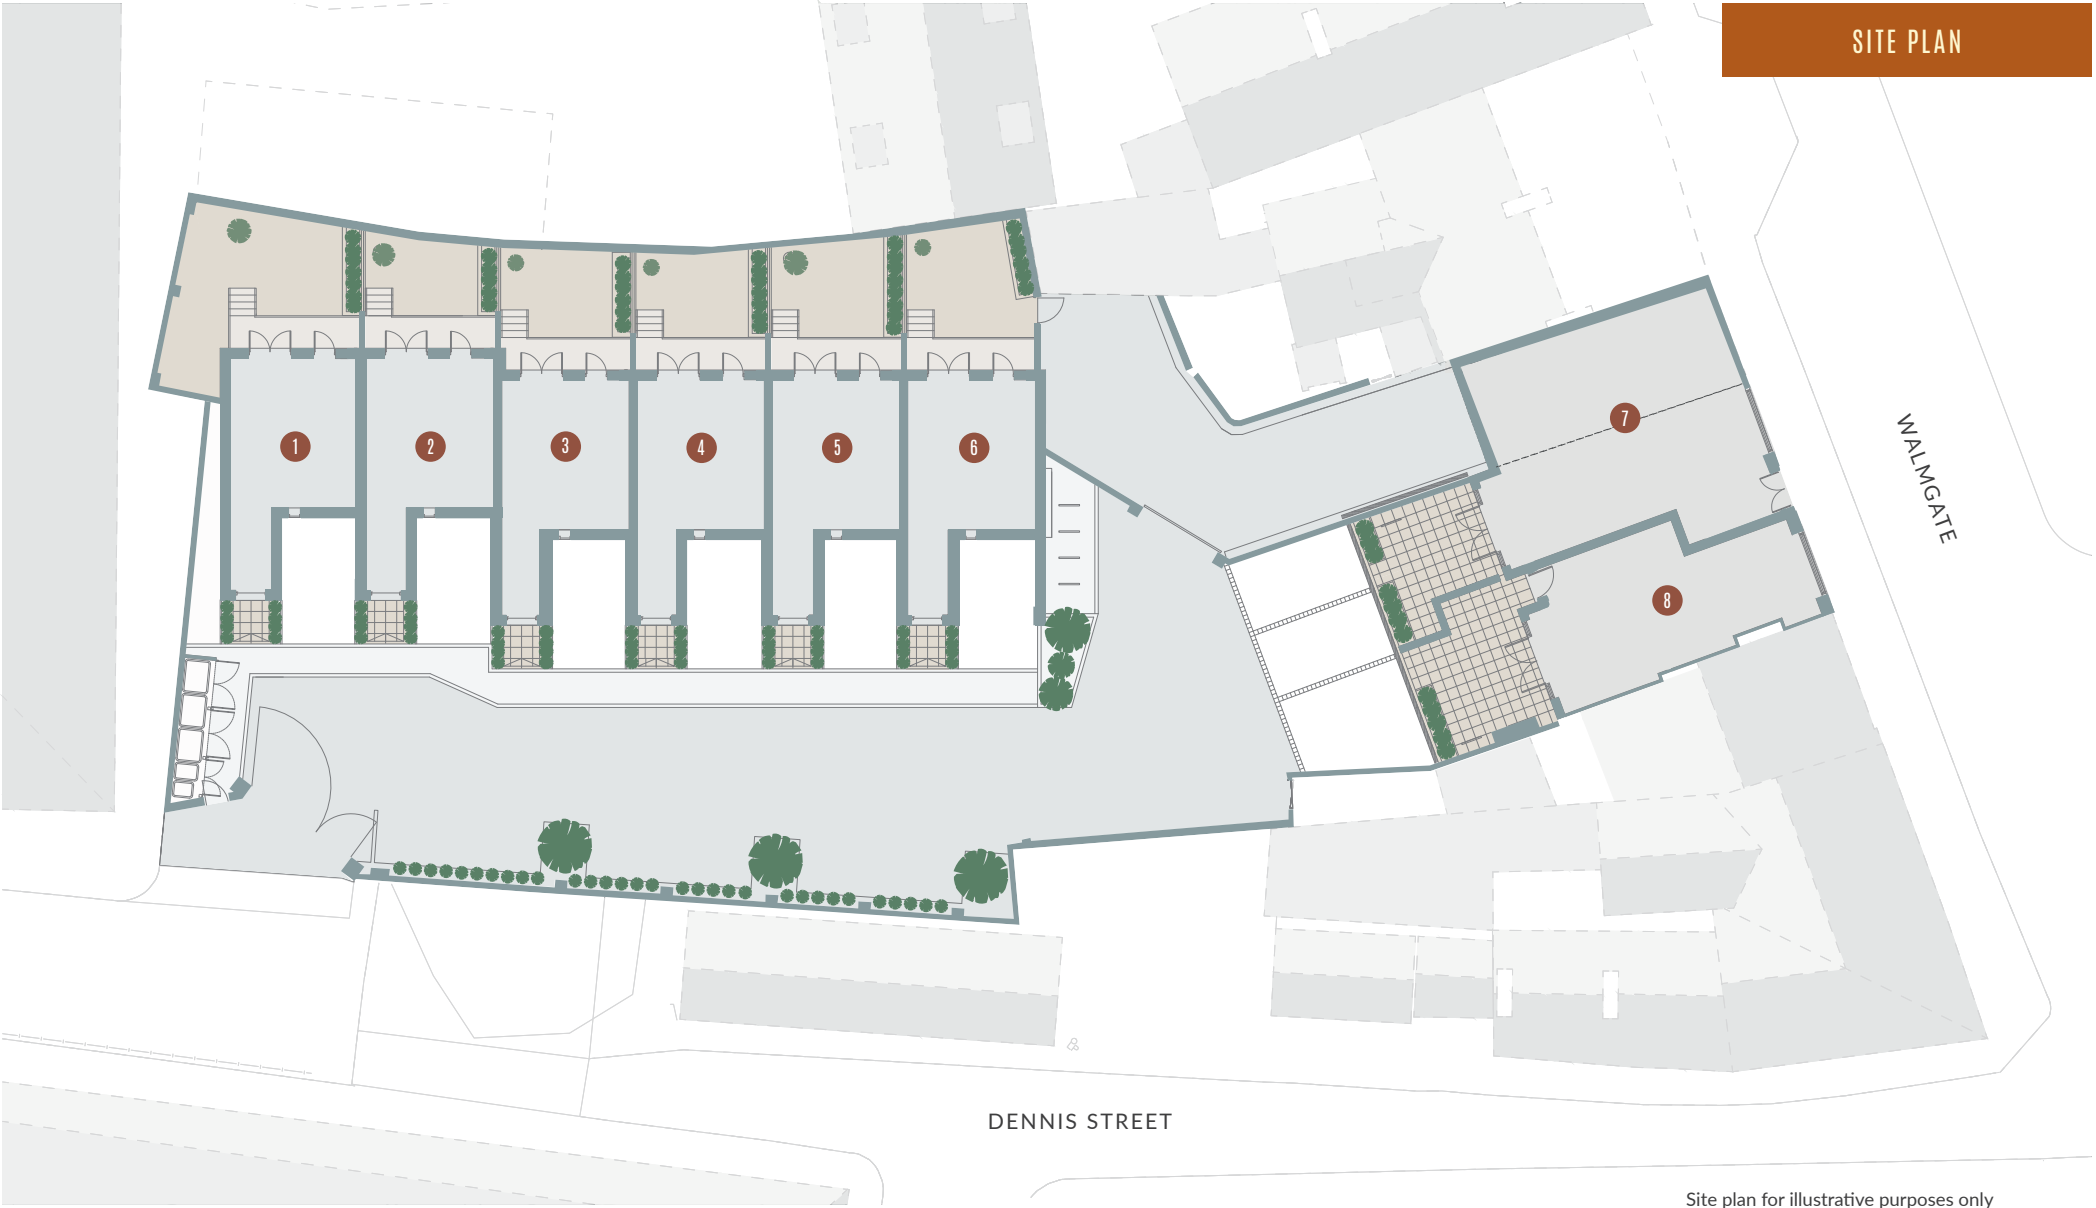 SITE PLAN
1
2
3
4
5
6
7
8
WALMGATE
DENNIS STREET
Site plan for illustrative purposes only